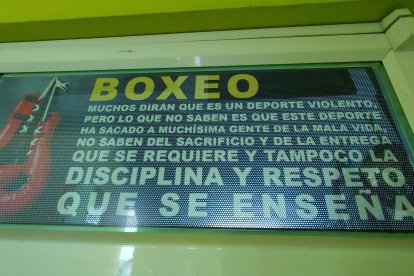 BOXEO
MUCHOS DIRÁN QUE ES UN DEPORTE VIOLENTO,
PERO LO QUE NO SABEN ES QUE ESTE DEPORTE
HA SACADO A MUCHÍSIMA GENTE DE LA MALA VIDA,
NO SABEN DEL SACRIFICIO Y DE LA ENTREGA
QUE SE REQUIERE Y TAMPOCO LA
DISCIPLINA Y RESPETO
QUE SE ENSEÑA